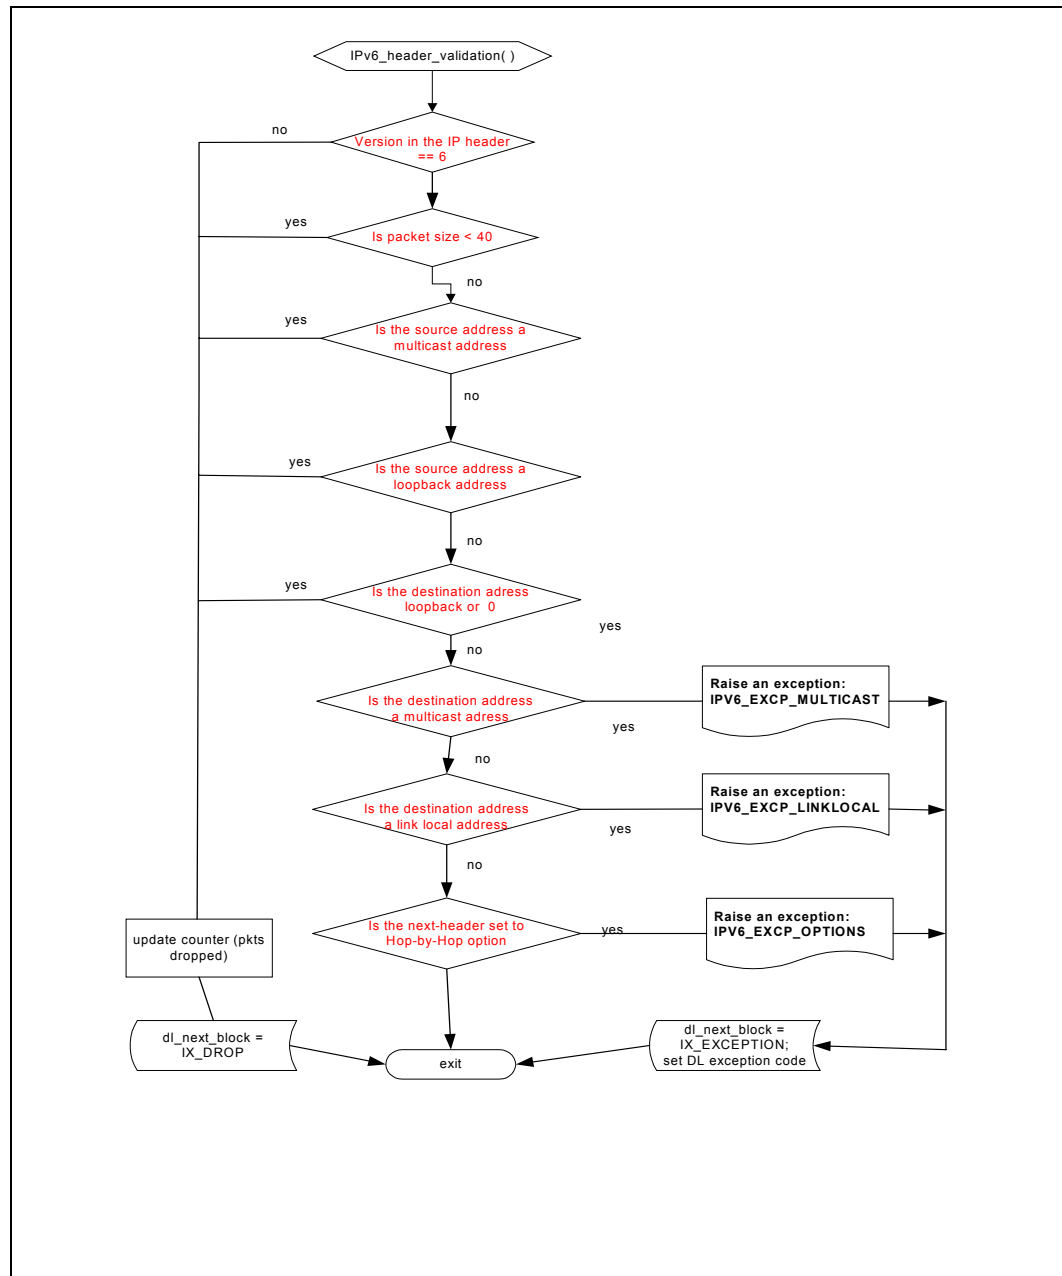 IPv6_header_validation( )
no
Version in the IP header
== 6
yes
Is packet size < 40
no
yes
Is the source address a
multicast address
no
yes
Is the source address a
loopback address
no
yes
Is the destination adress
loopback or 0
yes
no
Is the destination address
a multicast adress
Raise an exception:
IPV6_EXCP_MULTICAST
yes
no
Is the destination address
a link local address
Raise an exception:
IPV6_EXCP_LINKLOCAL
yes
no
Is the next-header set to
Hop-by-Hop option
yes
Raise an exception:
IPV6_EXCP_OPTIONS
update counter (pkts
dropped)
dl_next_block =
IX_DROP
exit
dl_next_block =
IX_EXCEPTION;
set DL exception code